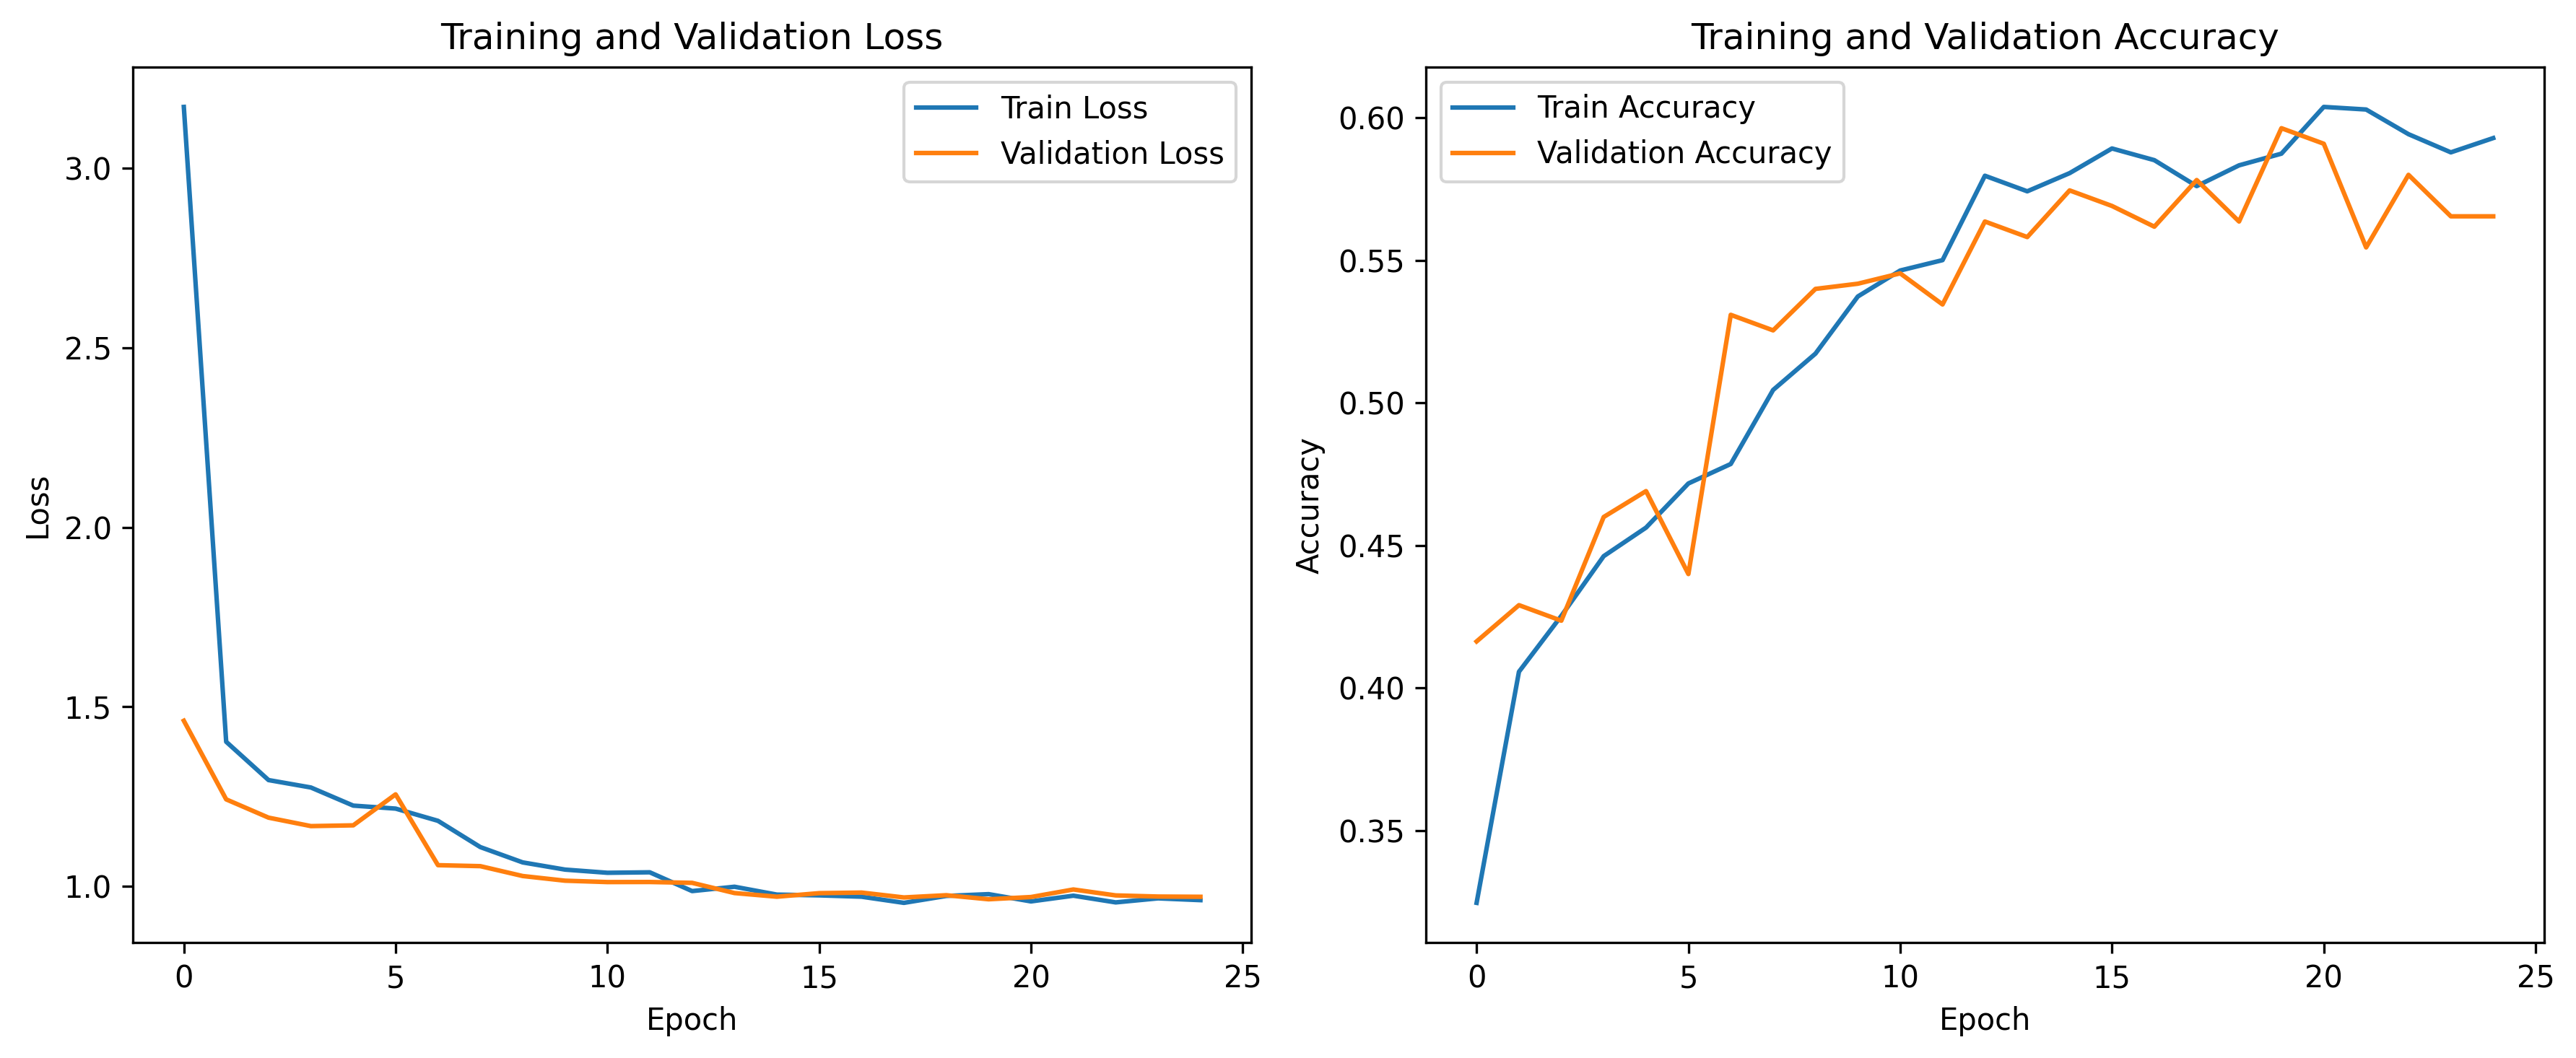 Training and Validation Loss
Train Loss
Validation Loss
3.0
2.5
2.0
1.5
1.0
Loss
0
5
10
15
20
25
Epoch
Training and Validation Accuracy
Train Accuracy
Validation Accuracy
0.60
0.55
0.50
0.45
0.40
0.35
Accuracy
0
5
10
15
20
25
Epoch